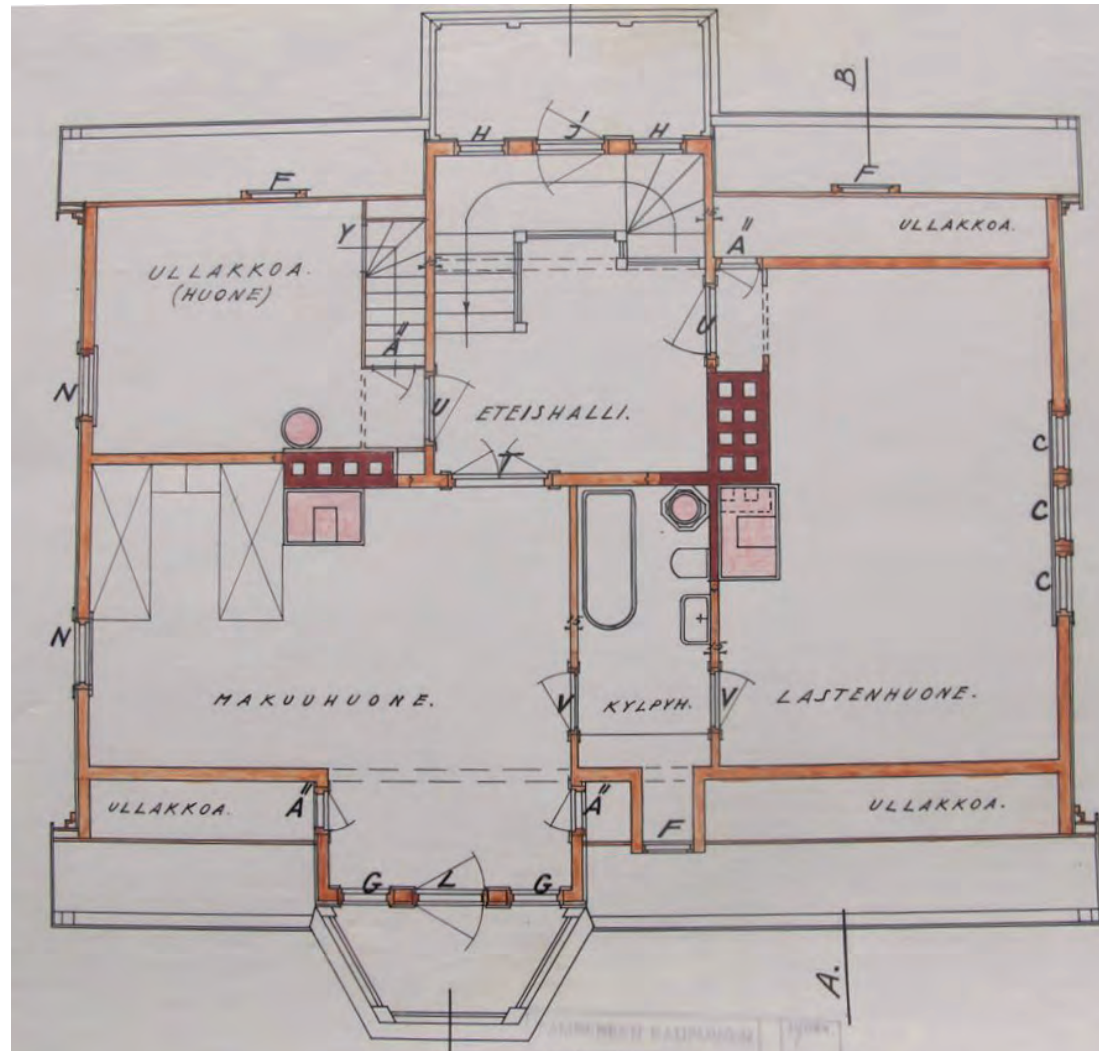 B.
H J H
F F
ULLAKKOA.
Y
Ä
ULLAKKOA.
(HUONE)
Ä
U
N
U
ETEISHALLI.
C
T
C
C
N
MAKUUHUONE.
V
KYLPYH.
V
LASTENHUONE.
ULLAKKOA.
Ä
Ä
ULLAKKOA.
F
G L G
A.